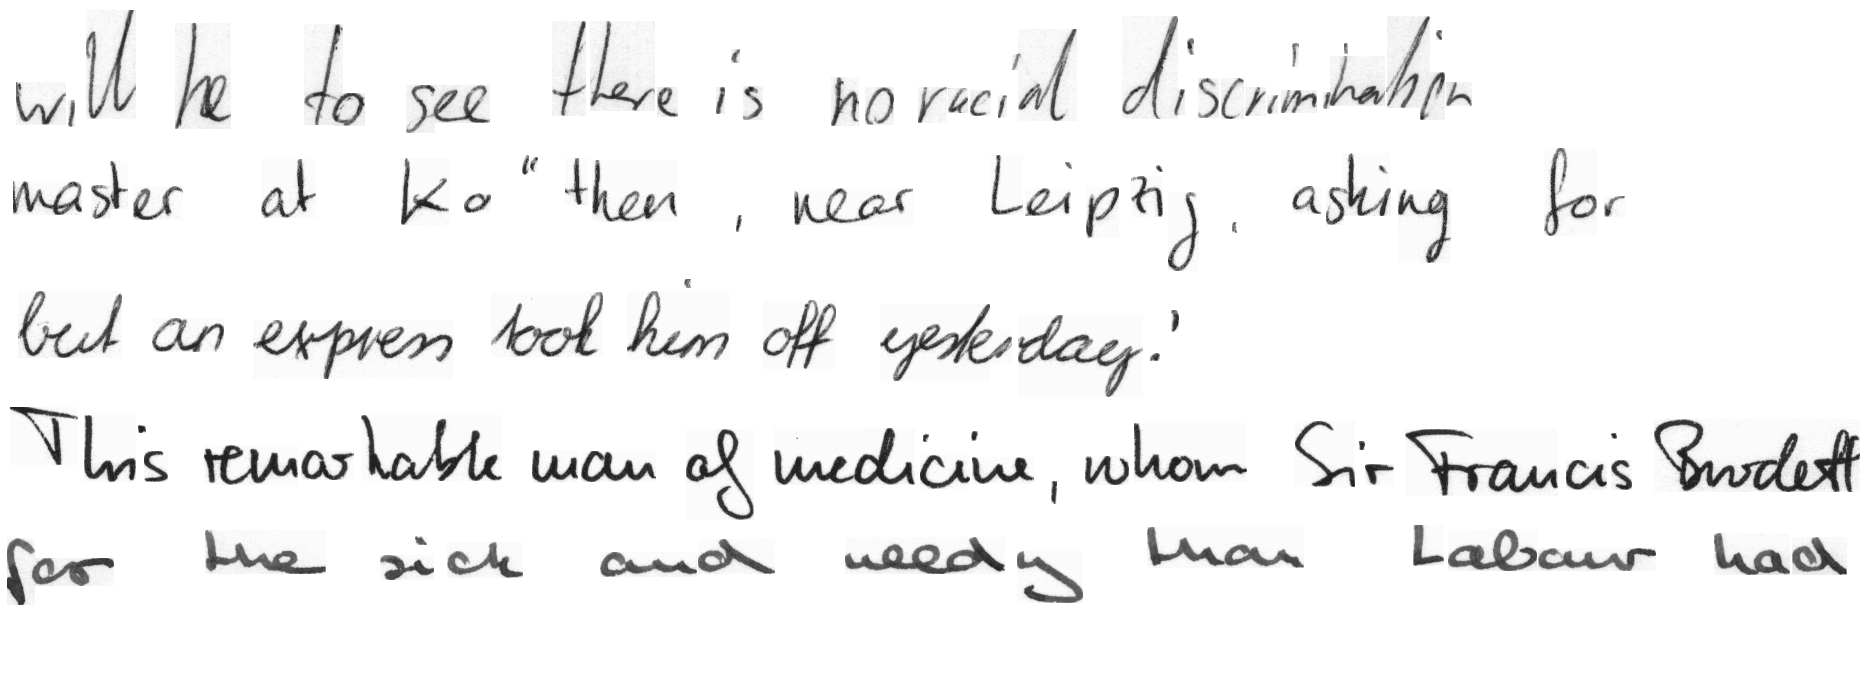 will be to see there is no racial discrimination
master at Ko"then, near Leipzig, asking for
but an express took him off yesterday.'
This remarkable man of medicine, whom Sir Francis Burdett
for the sick and needy than Labour had